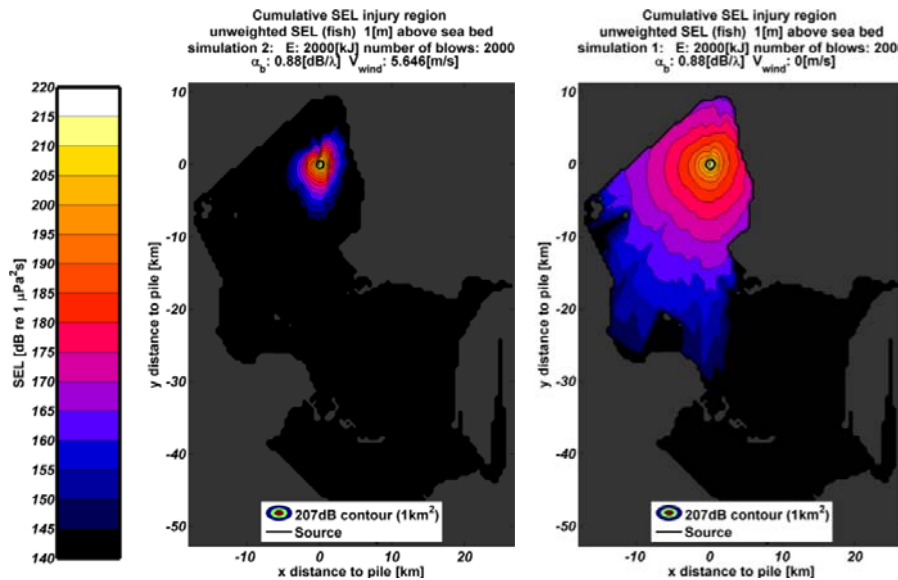 Cumulative SEL injury region
unweighted SEL (fish) 1[m] above sea bed
simulation 2: E: 2000[kJ] number of blows: 2000
α_b: 0.88[dB/λ] V_wind: 5.646[m/s]
Cumulative SEL injury region
unweighted SEL (fish) 1[m] above sea bed
simulation 1: E: 2000[kJ] number of blows: 200
α_b: 0.88[dB/λ] V_wind: 0[m/s]
SEL [dB re 1 μPa²s]
220
215
210
205
200
195
190
185
180
175
170
165
160
155
150
145
140
y distance to pile [km]
10
0
-10
-20
-30
-40
-50
207dB contour (1km²)
Source
-10
0
10
20
x distance to pile [km]
y distance to pile [km]
10
0
-10
-20
-30
-40
-50
207dB contour (1km²)
Source
-10
0
10
20
x distance to pile [km]